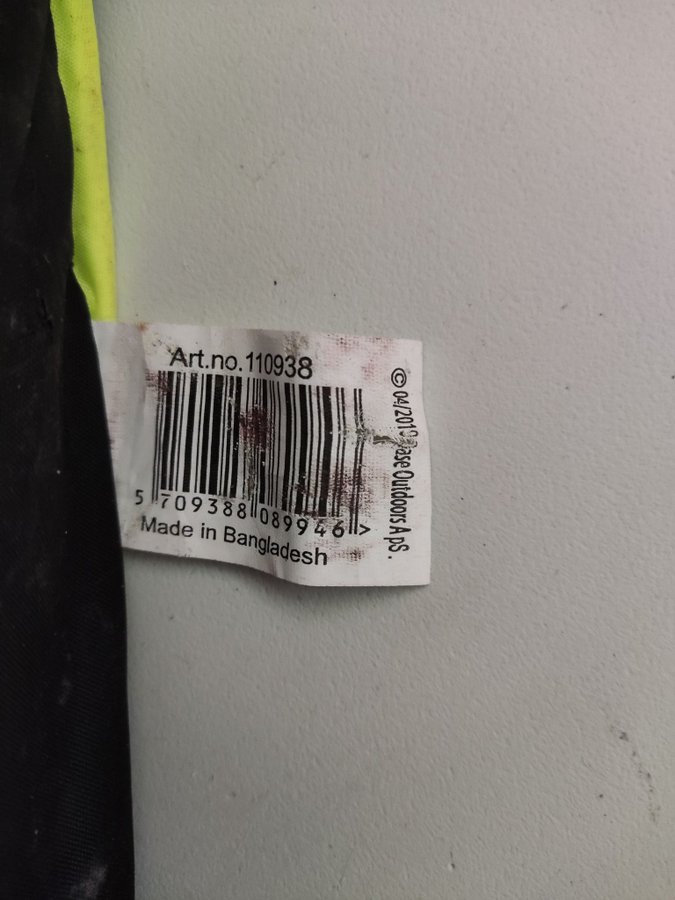 Art.no.110938
5 709388 089946 >
Made in Bangladesh
Outdoors ApS.
©